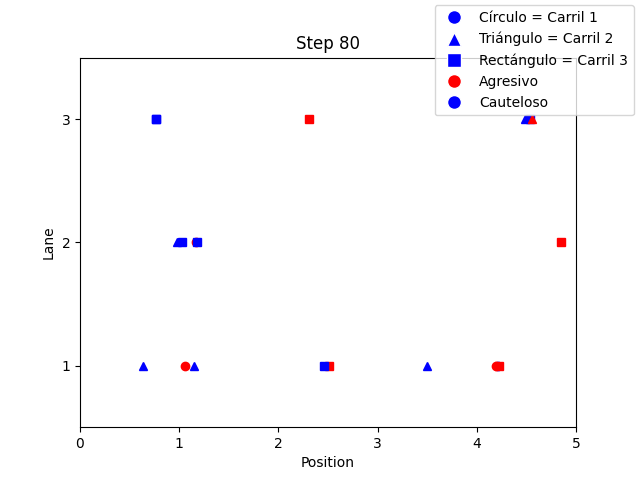 Step 80
Círculo = Carril 1
Triángulo = Carril 2
Rectángulo = Carril 3
Agresivo
Cauteloso
Lane
3
2
1
0 1 2 3 4 5
Position